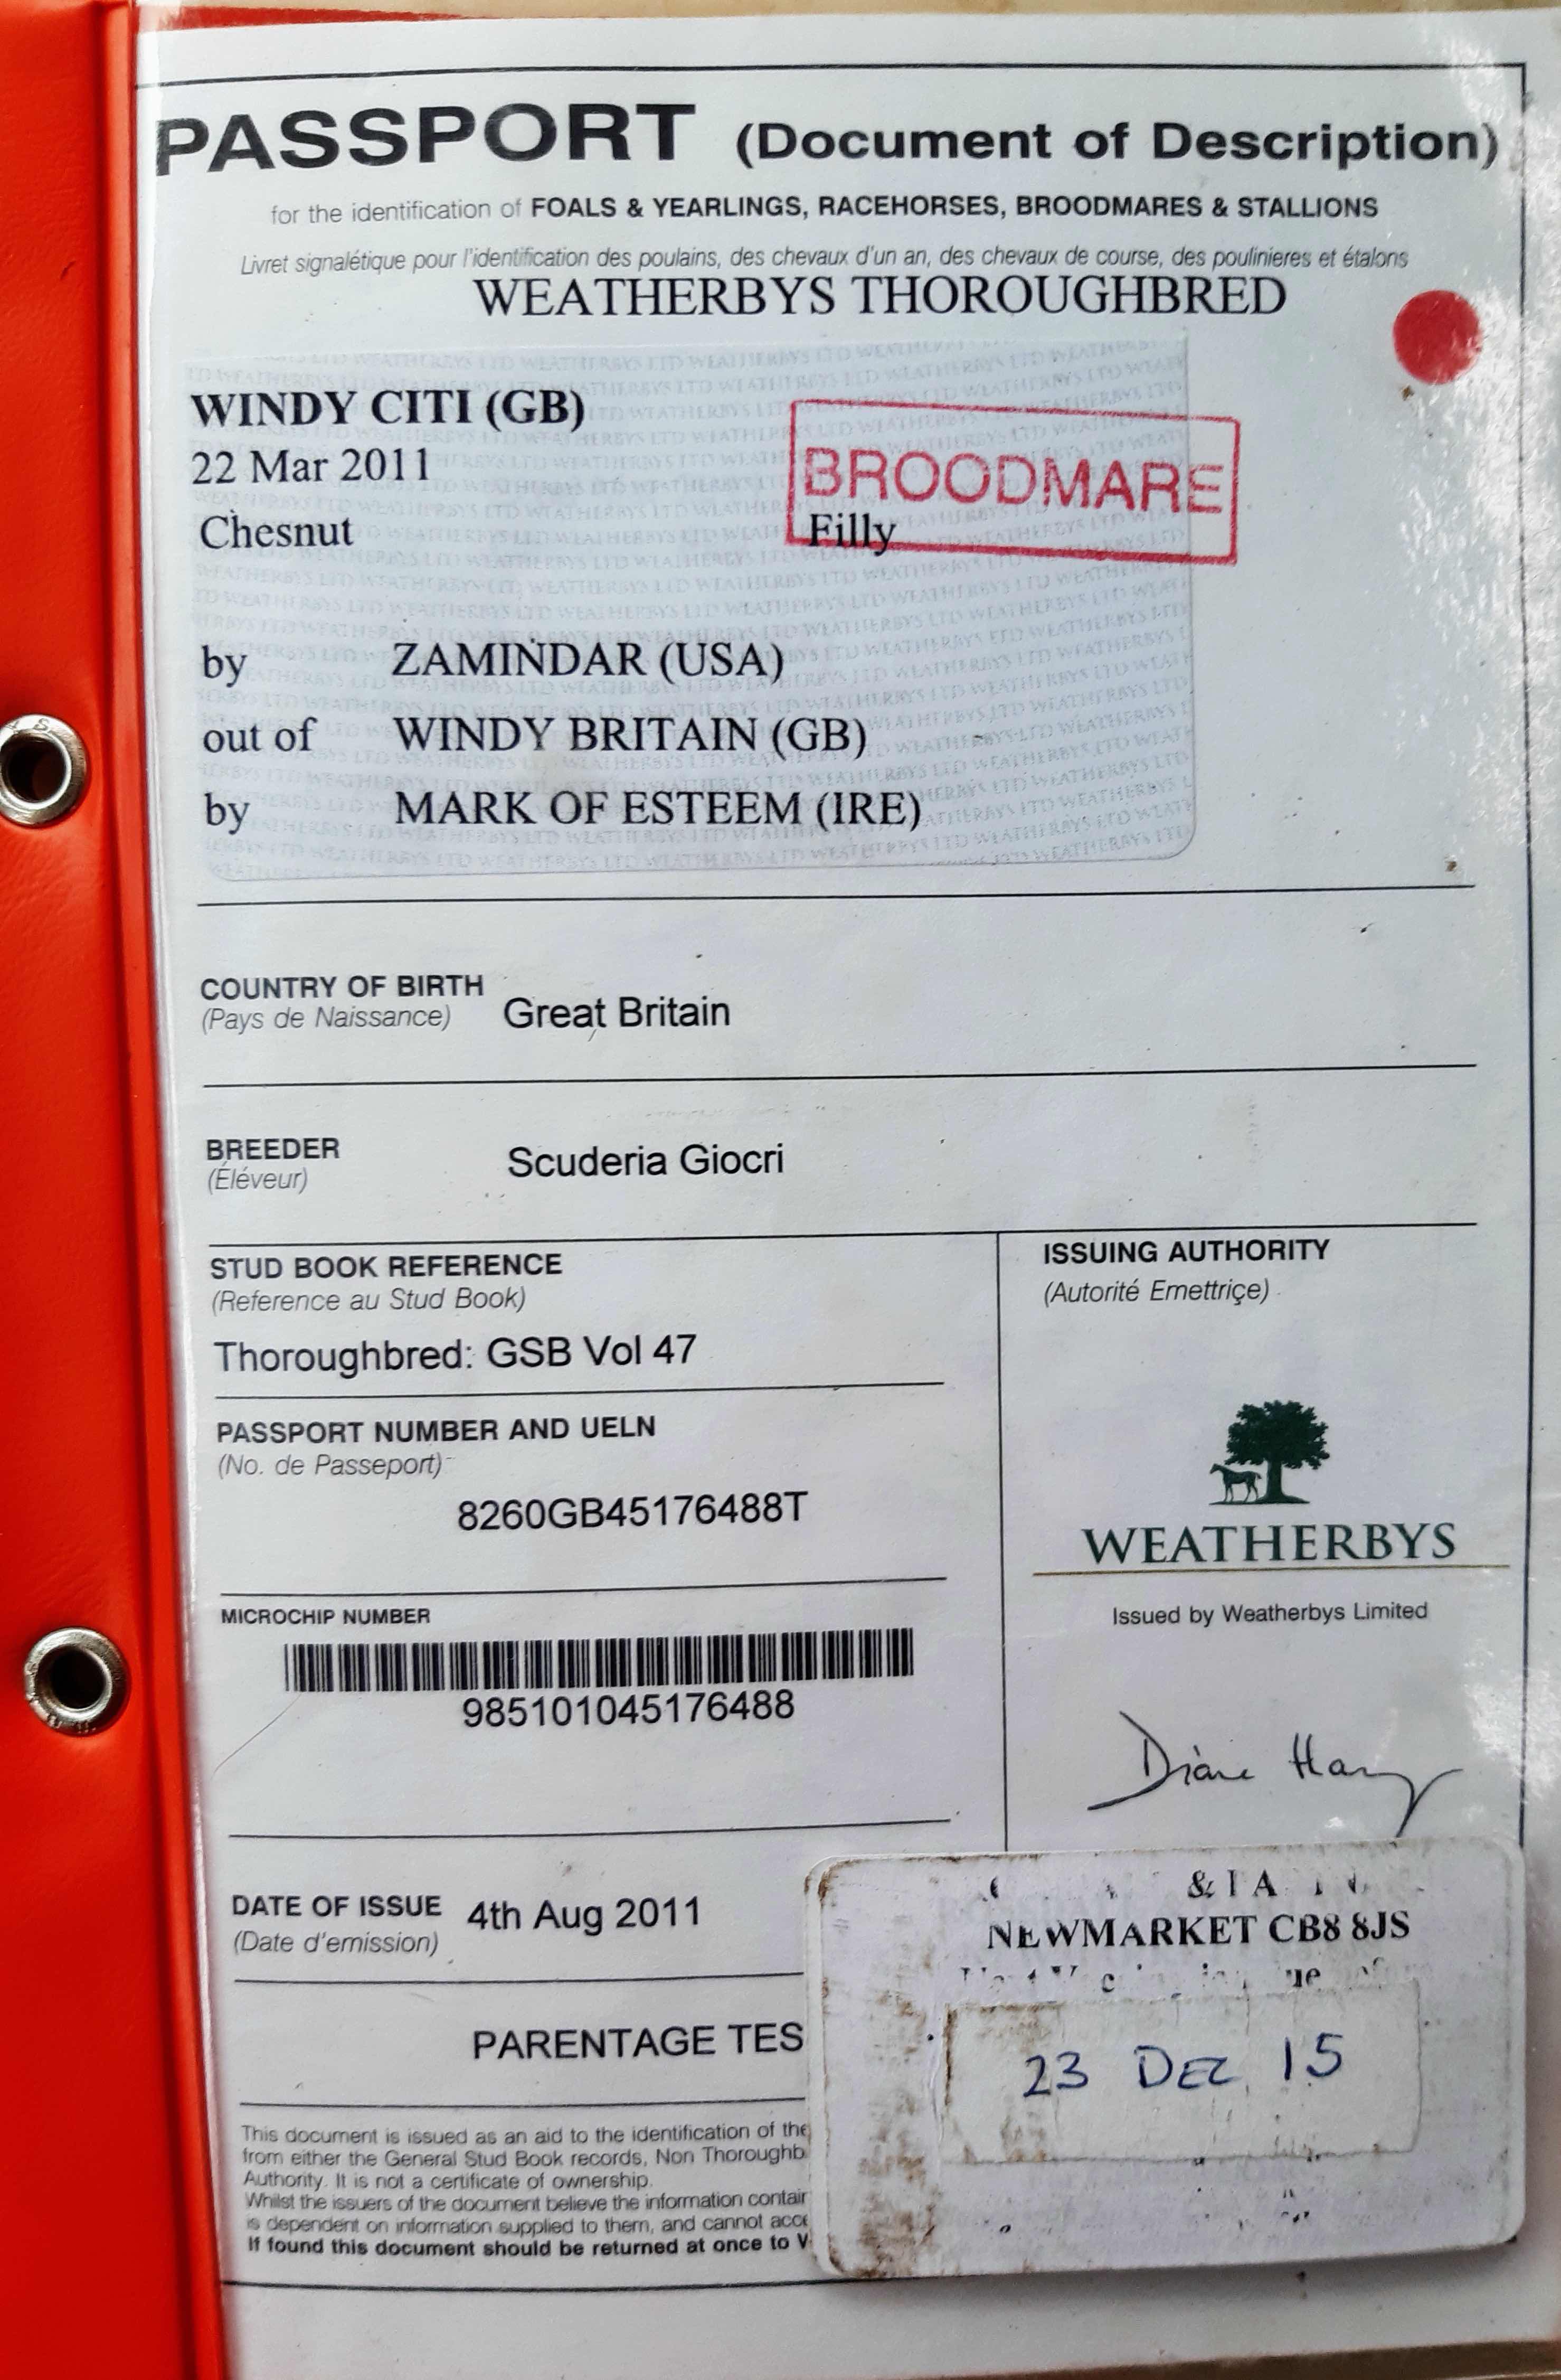 PASSPORT (Document of Description)
for the identification of FOALS & YEARLINGS, RACEHORSES, BROODMARES & STALLIONS
Livret signalétique pour l'identification des poulains, des chevaux d'un an, des chevaux de course, des poulinieres et étalons
WEATHERBYS THOROUGHBRED
WINDY CITI (GB)
22 Mar 2011
BROODMARE
Chesnut Filly
by ZAMINDAR (USA)
out of WINDY BRITAIN (GB)
by MARK OF ESTEEM (IRE)
COUNTRY OF BIRTH
(Pays de Naissance) Great Britain
BREEDER
(Éléveur) Scuderia Giocri
STUD BOOK REFERENCE
(Reference au Stud Book)
Thoroughbred: GSB Vol 47
PASSPORT NUMBER AND UELN
(No. de Passeport)
8260GB45176488T
MICROCHIP NUMBER
985101045176488
ISSUING AUTHORITY
(Autorité Emettriçe)
WEATHERBYS
Issued by Weatherbys Limited
Diane Har
DATE OF ISSUE 4th Aug 2011
(Date d'emission)
PARENTAGE TES
This document is issued as an aid to the identification of the
from either the General Stud Book records, Non Thoroughb
Authority. It is not a certificate of ownership.
Whilst the issuers of the document believe the information contain
is dependent on information supplied to them, and cannot acce
If found this document should be returned at once to W
NEWMARKET CB8 8JS
23 DEC 15